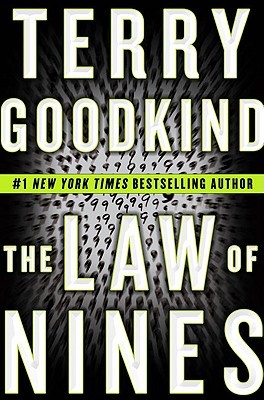 TERRY
GOODKIND
#1 NEW YORK TIMES BESTSELLING AUTHOR
THE LAW OF
NINES